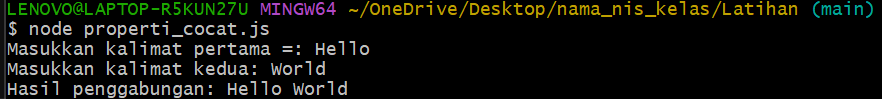 LENOVO@LAPTOP-R5KUN27U MINGW64 ~/OneDrive/Desktop/nama_nis_kelas/Latihan (main)
$ node properti_cocat.js
Masukkan kalimat pertama =: Hello
Masukkan kalimat kedua: World
Hasil penggabungan: Hello World